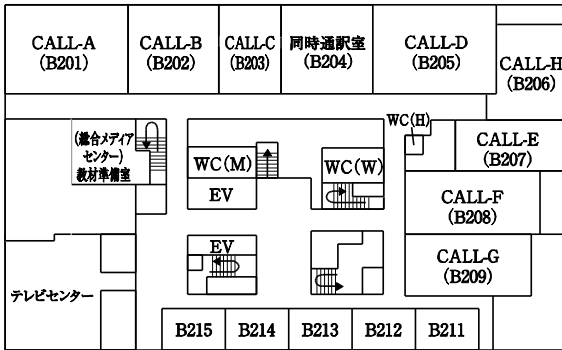 CALL-A
(B201)
CALL-B
(B202)
CALL-C
(B203)
同時通訳室
(B204)
CALL-D
(B205)
CALL-H
(B206)
WC(H)
(総合メディア
センター)
教材準備室
WC(M)
WC(W)
CALL-E
(B207)
EV
CALL-F
(B208)
EV
CALL-G
(B209)
テレビセンター
B215
B214
B213
B212
B211